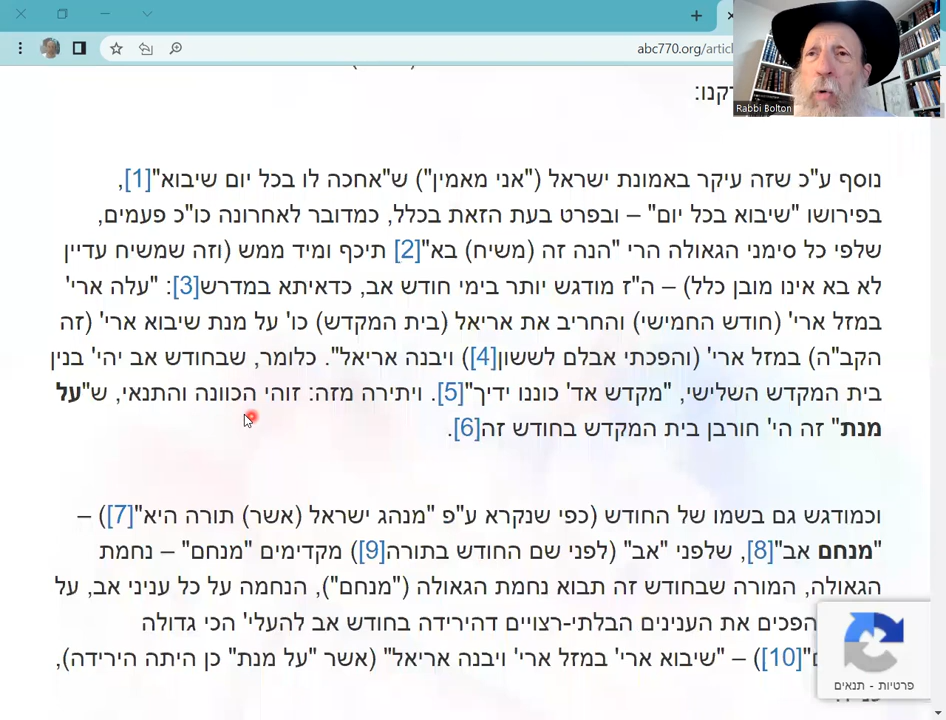 abc770.org/artic
Rabbi Bolton
דקנו:
נוסף ע"כ שזה עיקר באמונת ישראל ("אני מאמין") ש"אחכה לו בכל יום שיבוא"[1],
בפירושו "שיבוא בכל יום" – ובפרט בעת הזאת בכלל, כמדובר לאחרונה כו"כ פעמים,
שלפי כל סימני הגאולה הרי "הנה זה (משיח) בא"[2] תיכף ומיד ממש (וזה שמשיח עדיין
לא בא אינו מובן כלל) – ה"ז מודגש יותר בימי חודש אב, כדאיתא במדרש[3]: "עלה ארי'
במזל ארי' (חודש החמישי) והחריב את אריאל (בית המקדש) כו' על מנת שיבוא ארי' (זה
הקב"ה) במזל ארי' (והפכתי אבלם לששון[4]) ויבנה אריאל". כלומר, שבחודש אב יהי' בנין
בית המקדש השלישי, "מקדש אד' כוננו ידיך"[5]. ויתירה מזה: זוהי הכוונה והתנאי, ש"על
מנת" זה הי' חורבן בית המקדש בחודש זה[6].
וכמודגש גם בשמו של החודש (כפי שנקרא ע"פ "מנהג ישראל (אשר) תורה היא"[7]) –
"מנחם אב"[8], שלפני "אב" (לפני שם החודש בתורה[9]) מקדימים "מנחם" – נחמת
הגאולה, המורה שבחודש זה תבוא נחמת הגאולה ("מנחם"), הנחמה על כל עניני אב, על
הפכים את הענינים הבלתי-רצויים דהירידה בחודש אב להעלי' הכי גדולה
ם"[10]) – "שיבוא ארי' במזל ארי' ויבנה אריאל" (אשר "על מנת" כן היתה הירידה),
פרטיות - תנאים